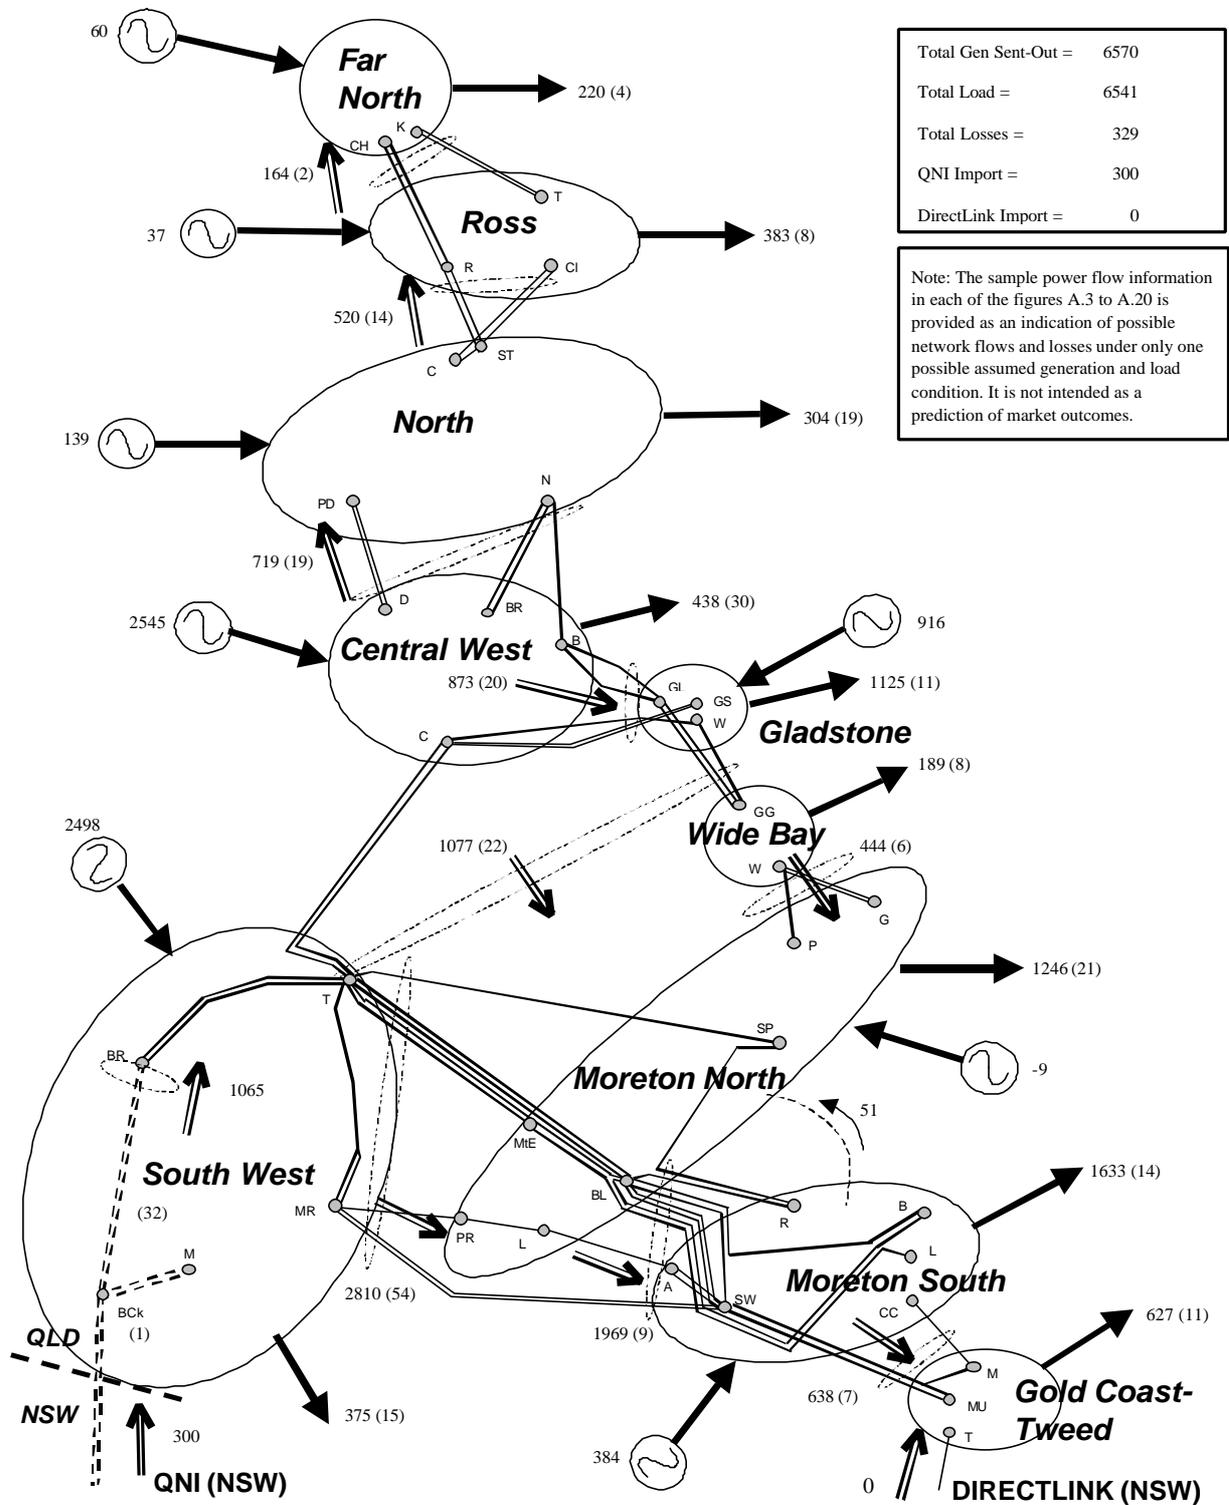 60
Far
North
220 (4)
K
CH
164 (2)
T
Ross
37
383 (8)
R
CI
520 (14)
ST
C
North
139
304 (19)
N
PD
719 (19)
D
BR
438 (30)
2545
B
916
Central West
873 (20)
GL
GS
1125 (11)
W
Gladstone
C
189 (8)
2498
GG
Wide Bay
1077 (22)
W
444 (6)
G
P
1246 (21)
T
SP
BR
Moreton North
-9
1065
51
MtE
South West
1633 (14)
BL
MR
B
(32)
R
PR
L
L
M
A
Moreton South
2810 (54)
SW
CC
BCk
(1)
627 (11)
1969 (9)
QLD
M
638 (7)
Gold Coast-
Tweed
MU
NSW
375 (15)
T
300
384
0
QNI (NSW)
DIRECTLINK (NSW)
Total Gen Sent-Out = 6570
Total Load = 6541
Total Losses = 329
QNI Import = 300
DirectLink Import = 0
Note: The sample power flow information
in each of the figures A.3 to A.20 is
provided as an indication of possible
network flows and losses under only one
possible assumed generation and load
condition. It is not intended as a
prediction of market outcomes.